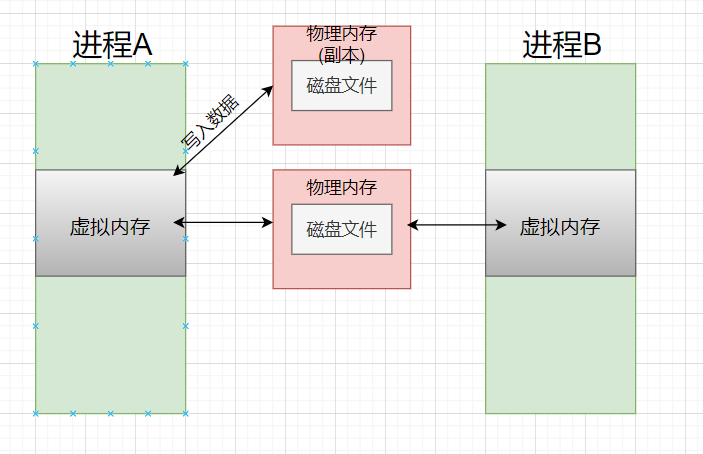 进程A
物理内存
(副本)
磁盘文件
进程B
写入数据
虚拟内存
物理内存
磁盘文件
虚拟内存